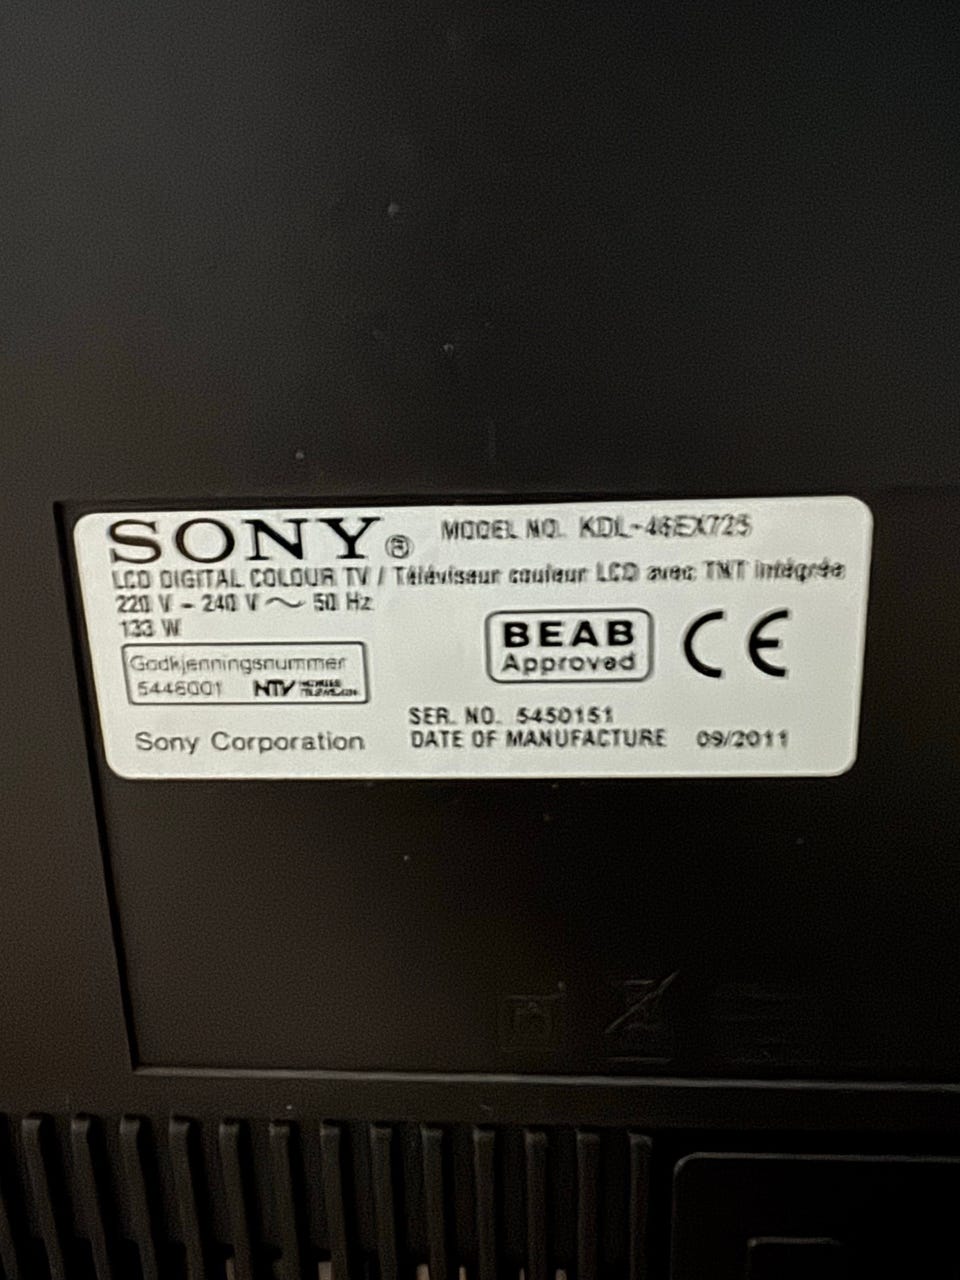 SONY® MODEL NO. KDL-46EX725
LCD DIGITAL COLOUR TV / Téléviseur couleur LCD avec TNT intégrée
220 V - 240 V ~ 50 Hz
133 W
Godkjenningsnummer
5446001 NTV
BEAB
Approved
CE
SER. NO. 5450151
Sony Corporation
DATE OF MANUFACTURE 09/2011